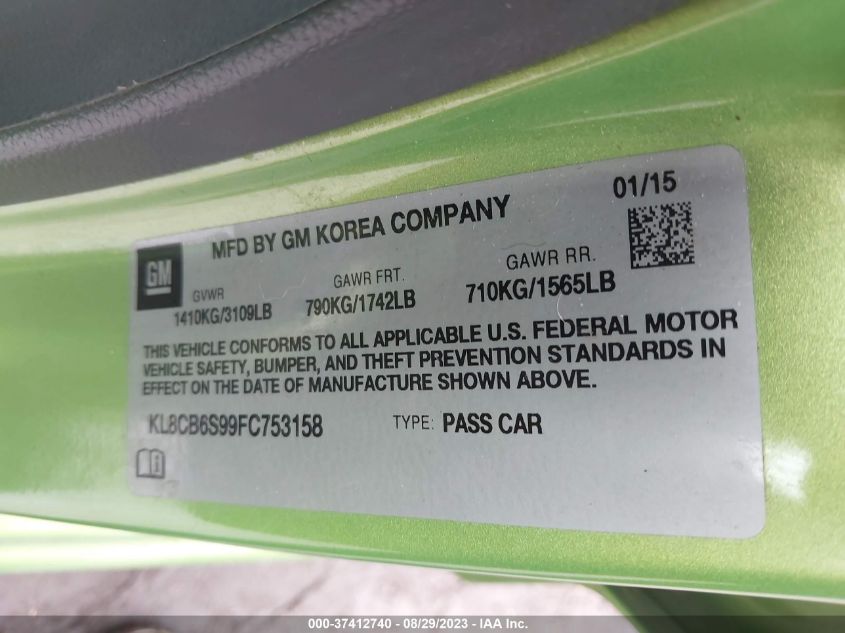 01/15
MFD BY GM KOREA COMPANY
GM
GVWR GAWR FRT. GAWR RR.
1410KG/3109LB 790KG/1742LB 710KG/1565LB
THIS VEHICLE CONFORMS TO ALL APPLICABLE U.S. FEDERAL MOTOR
VEHICLE SAFETY, BUMPER, AND THEFT PREVENTION STANDARDS IN
EFFECT ON THE DATE OF MANUFACTURE SHOWN ABOVE.
KL8CB6S99FC753158 TYPE: PASS CAR
000-37412740 - 08/29/2023 - IAA Inc.